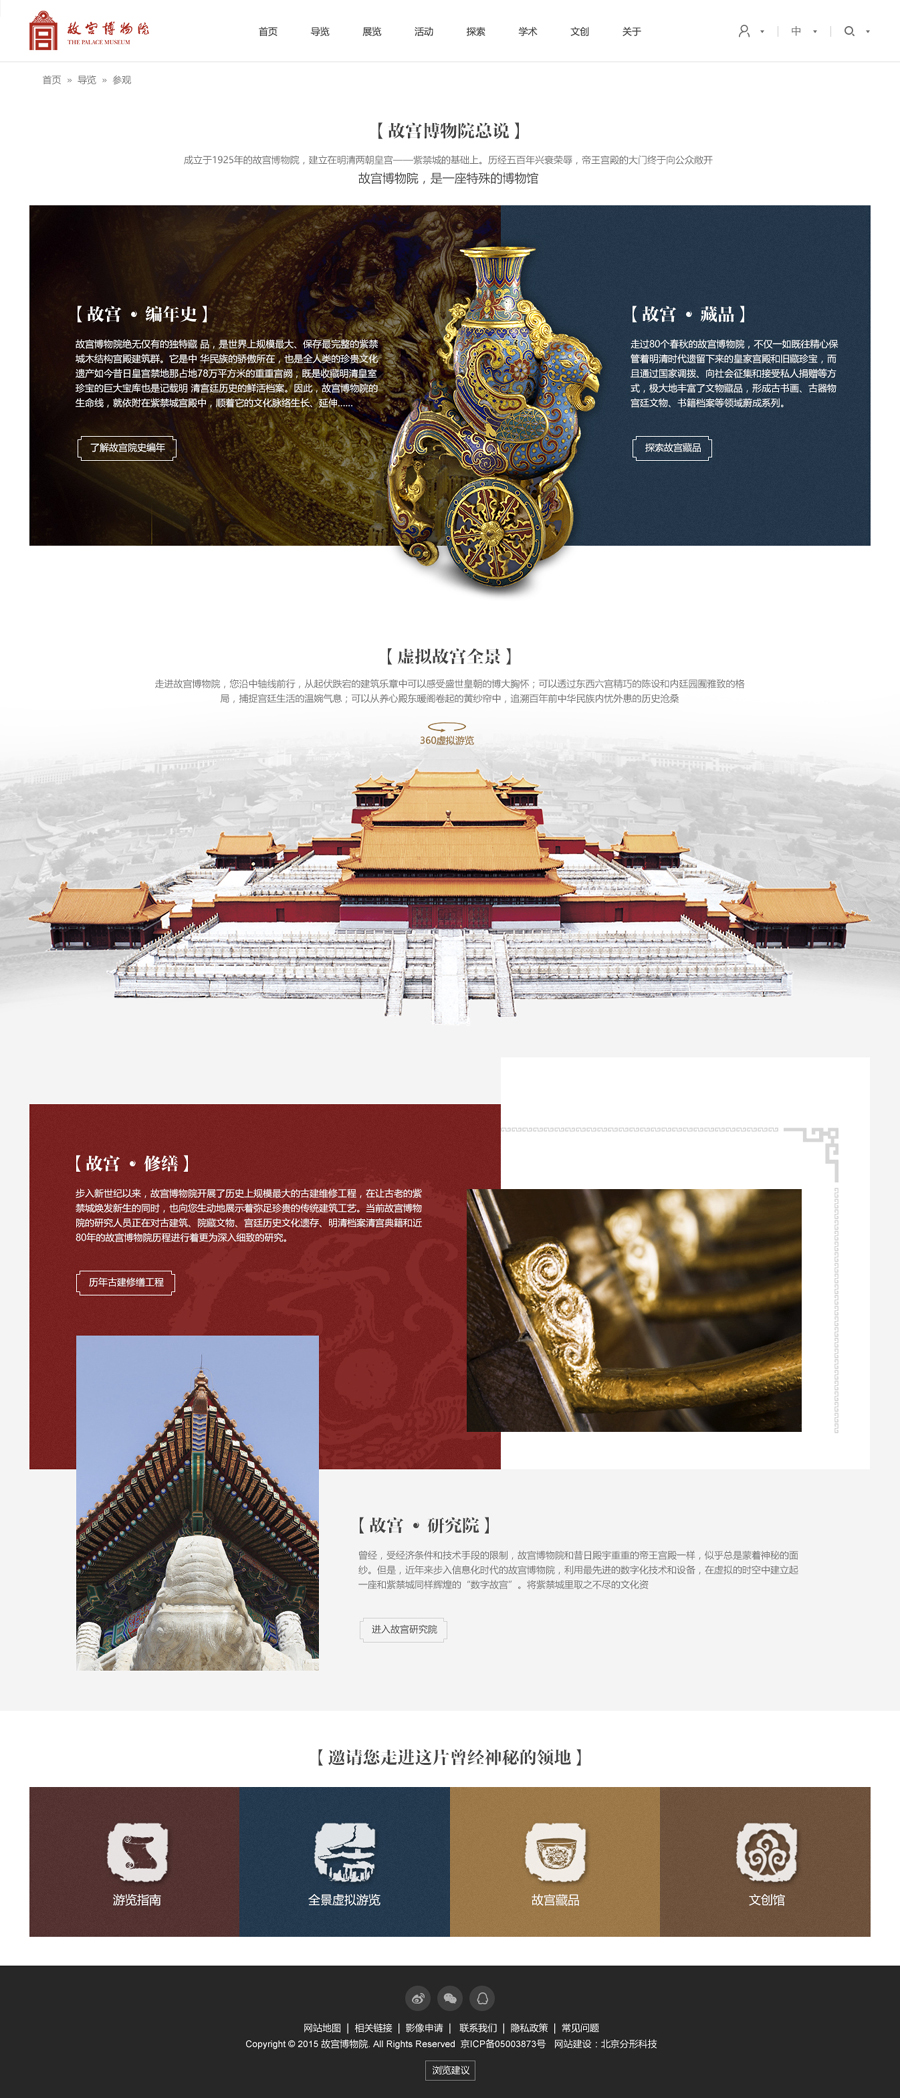 故宫博物院
THE PALACE MUSEUM
首页 导览 展览 活动 探索 学术 文创 关于
中
首页 » 导览 » 参观
【故宫博物院总说】
成立于1925年的故宫博物院，建立在明清两朝皇宫——紫禁城的基础上。历经五百年兴衰荣辱，帝王宫殿的大门终于向公众敞开
故宫博物院，是一座特殊的博物馆
【故宫 • 编年史】
故宫博物院绝无仅有的独特藏 品，是世界上规模最大、保存最完整的紫禁
城木结构宫殿建筑群。它是中 华民族的骄傲所在，也是全人类的珍贵文化
遗产如今昔日皇宫禁地那占地78万平方米的重重宫阙，既是收藏明清皇室
珍宝的巨大宝库也是记载明 清宫廷历史的鲜活档案。因此，故宫博物院的
生命线，就依附在紫禁城宫殿中，顺着它的文化脉络生长、延伸......
了解故宫院史编年
【故宫 • 藏品】
走过80个春秋的故宫博物院，不仅一如既往精心保
管着明清时代遗留下来的皇家宫殿和旧藏珍宝，而
且通过国家调拨、向社会征集和接受私人捐赠等方
式，极大地丰富了文物藏品，形成古书画、古器物
宫廷文物、书籍档案等领域蔚成系列。
探索故宫藏品
【虚拟故宫全景】
走进故宫博物院，您沿中轴线前行，从起伏跌宕的建筑乐章中可以感受盛世皇朝的博大胸怀；可以透过东西六宫精巧的陈设和内廷园囿雅致的格
局，捕捉宫廷生活的温婉气息；可以从养心殿东暖阁卷起的黄纱帘中，追溯百年前中华民族内忧外患的历史沧桑
360虚拟游览
【故宫 • 修缮】
步入新世纪以来，故宫博物院开展了历史上规模最大的古建维修工程，在让古老的紫
禁城焕发新生的同时，也向您生动地展示着弥足珍贵的传统建筑工艺。当前故宫博物
院的研究人员正在对古建筑、院藏文物、宫廷历史文化遗存、明清档案清宫典籍和近
80年的故宫博物院历程进行着更为深入细致的研究。
历年古建修缮工程
【故宫 • 研究院】
曾经，受经济条件和技术手段的限制，故宫博物院和昔日殿宇重重的帝王宫殿一样，似乎总是蒙着神秘的面
纱。但是，近年来步入信息化时代的故宫博物院，利用最先进的数字化技术和设备，在虚拟的时空中建立起
一座和紫禁城同样辉煌的“数字故宫”。将紫禁城里取之不尽的文化资
进入故宫研究院
【邀请您走进这片曾经神秘的领地】
游览指南 全景虚拟游览 故宫藏品 文创馆
网站地图 | 相关链接 | 影像申请 | 联系我们 | 隐私政策 | 常见问题
Copyright © 2015 故宫博物院. All Rights Reserved 京ICP备05003873号 网站建设：北京分形科技
浏览建议